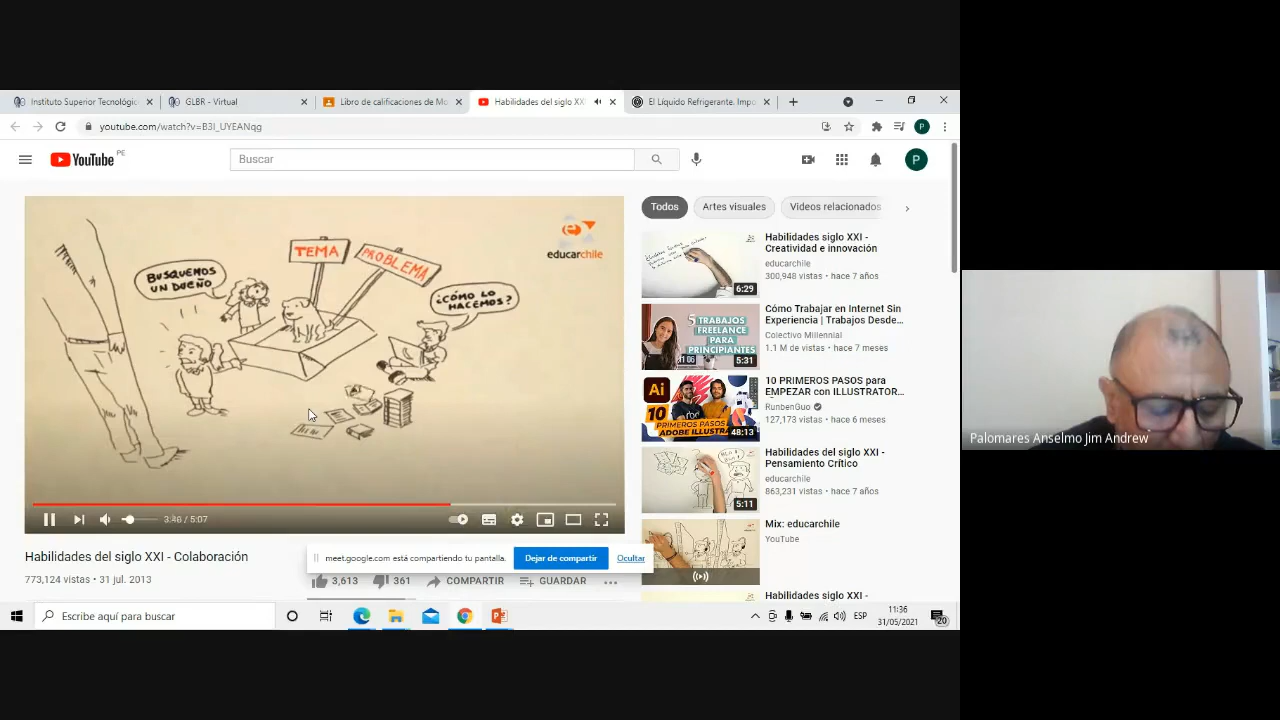 Instituto Superior Tecnológic
GLBR - Virtual
Libro de calificaciones de Mo
Habilidades del siglo XX
El Líquido Refrigerante. Impo
youtube.com/watch?v=B3I_UYEANqg
P
YouTube PE
Buscar
P
BUSQUEMOS
UN DUEÑO
TEMA
PROBLEMA
¿CÓMO LO
HACEMOS?
educarchile
3:46 / 5:07
Habilidades del siglo XXI - Colaboración
773,124 vistas • 31 jul. 2013
meet.google.com está compartiendo tu pantalla.
Dejar de compartir
Ocultar
3,613
361
COMPARTIR
GUARDAR
Todos
Artes visuales
Videos relacionados
Habilidades siglo XXI -
Creatividad e innovación
educarchile
300,948 vistas • hace 7 años
6:29
5 TRABAJOS
FREELANCE
PARA
PRINCIPIANTES
5:31
Cómo Trabajar en Internet Sin
Experiencia | Trabajos Desde...
Colectivo Millennial
1.1 M de vistas • hace 7 meses
Ai
10
PRIMEROS PASOS
ADOBE ILLUSTRA
48:13
10 PRIMEROS PASOS para
EMPEZAR con ILLUSTRATOR...
RunbenGuo
127,173 vistas • hace 6 meses
5:11
Habilidades del siglo XXI -
Pensamiento Crítico
educarchile
863,231 vistas • hace 7 años
Mix: educarchile
YouTube
Habilidades del siglo XXI -
Escribe aquí para buscar
ESP
11:36
31/05/2021
20
Palomares Anselmo Jim Andrew